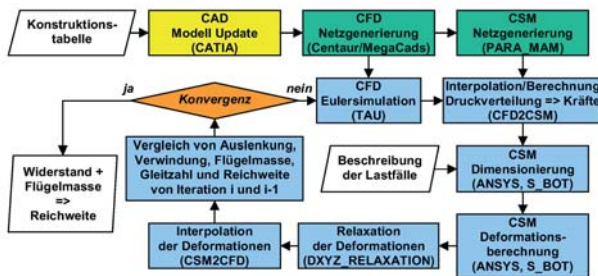 Konstruktions-
tabelle
CAD
Modell Update
(CATIA)
CFD
Netzgenerierung
(Centaur/MegaCads)
CSM
Netzgenerierung
(PARA_MAM)
ja
Konvergenz
nein
CFD
Eulersimulation
(TAU)
Interpolation/Berechnung
Druckverteilung => Kräfte
(CFD2CSM)
Widerstand +
Flügelmasse
=>
Reichweite
Vergleich von Auslenkung,
Verwindung, Flügelmasse,
Gleitzahl und Reichweite
von Iteration i und i-1
Beschreibung
der Lastfälle
CSM
Dimensionierung
(ANSYS, S_BOT)
Interpolation
der Deformationen
(CSM2CFD)
Relaxation
der Deformationen
(DXYZ_RELAXATION)
CSM
Deformations-
berechnung
(ANSYS, S_BOT)